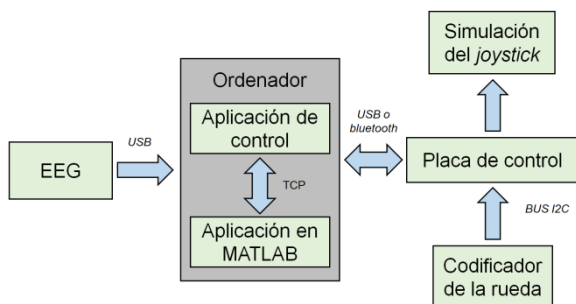 EEG
USB
Ordenador
Aplicación de
control
TCP
Aplicación en
MATLAB
USB o
bluetooth
Simulación
del joystick
Placa de control
BUS I2C
Codificador
de la rueda